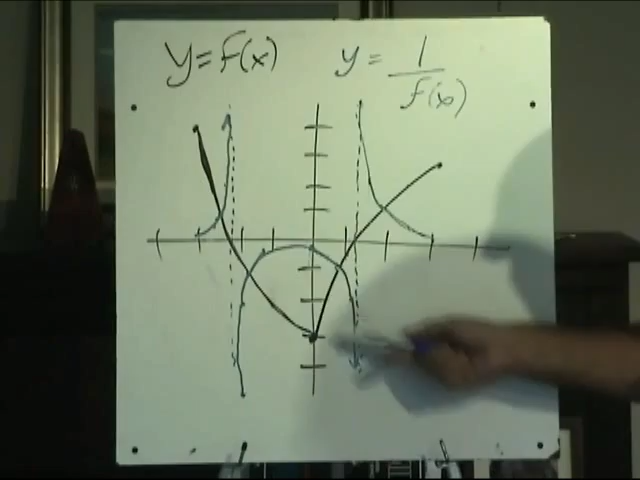 y = f(x) y = 1/f(x)